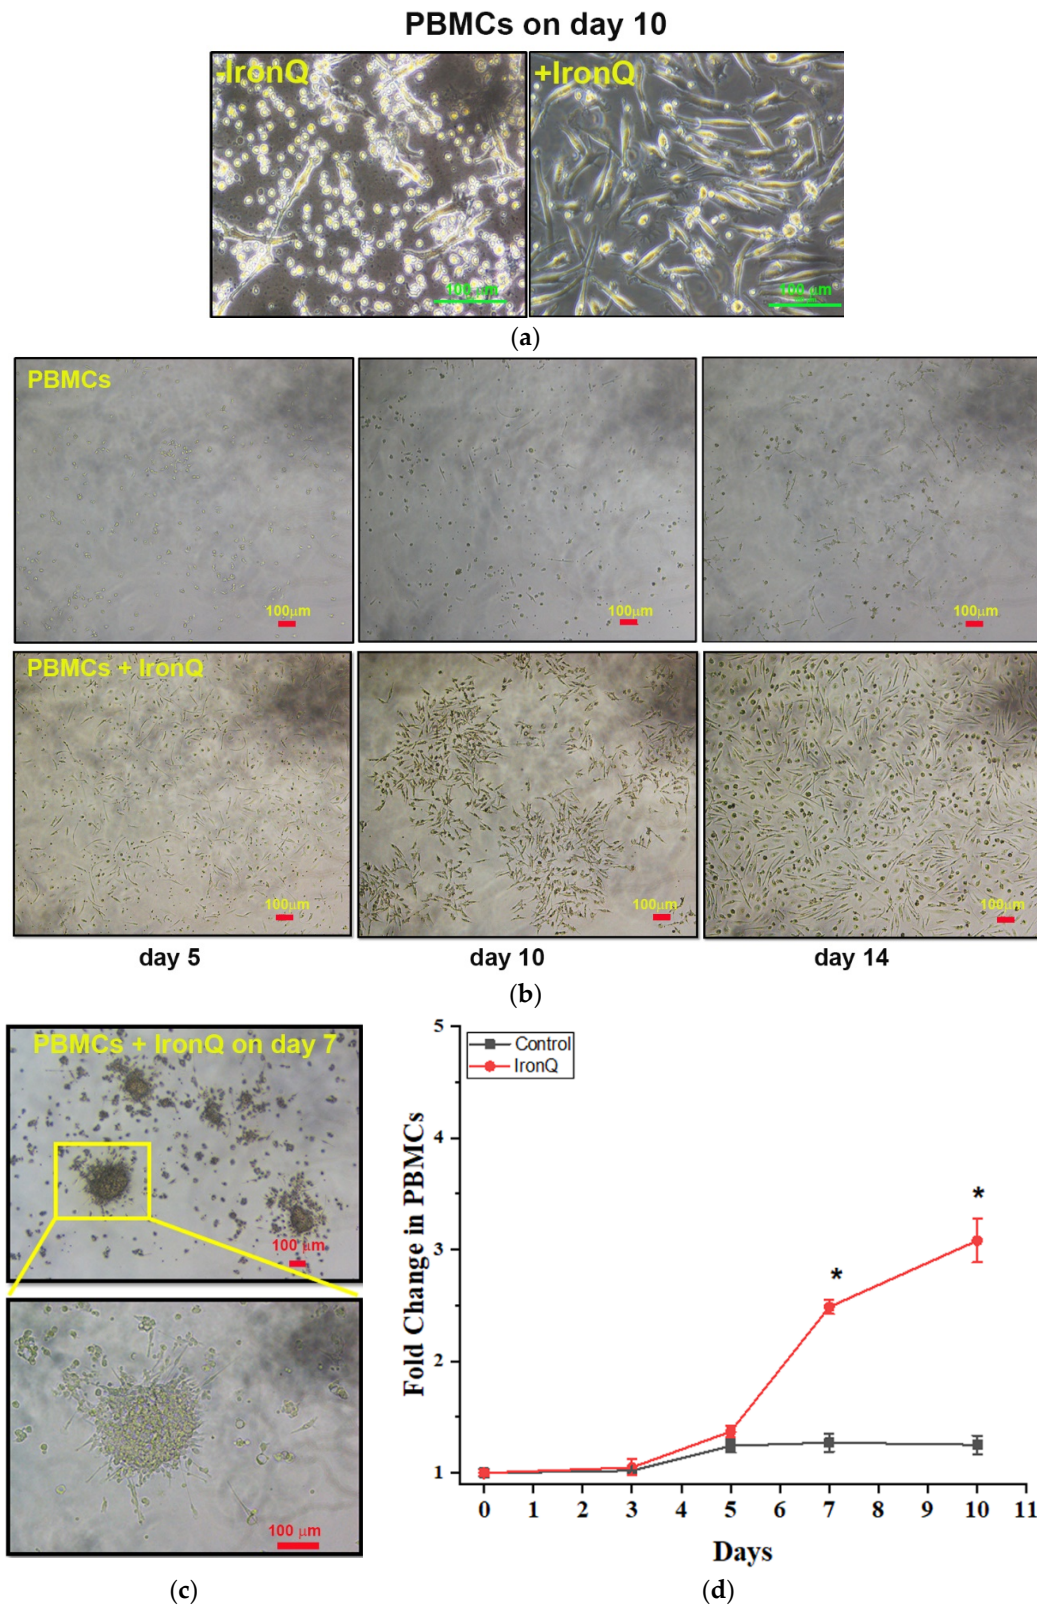 PBMCs on day 10
-IronQ
+IronQ
100 μm
100 μm
(a)
PBMCs
100μm
100μm
100μm
PBMCs + IronQ
100μm
100μm
100μm
day 5
day 10
day 14
(b)
PBMCs + IronQ on day 7
100 μm
100 μm
(c)
5
4
3
2
1
Fold Change in PBMCs
Control
IronQ
*
*
0 1 2 3 4 5 6 7 8 9 10 11
Days
(d)